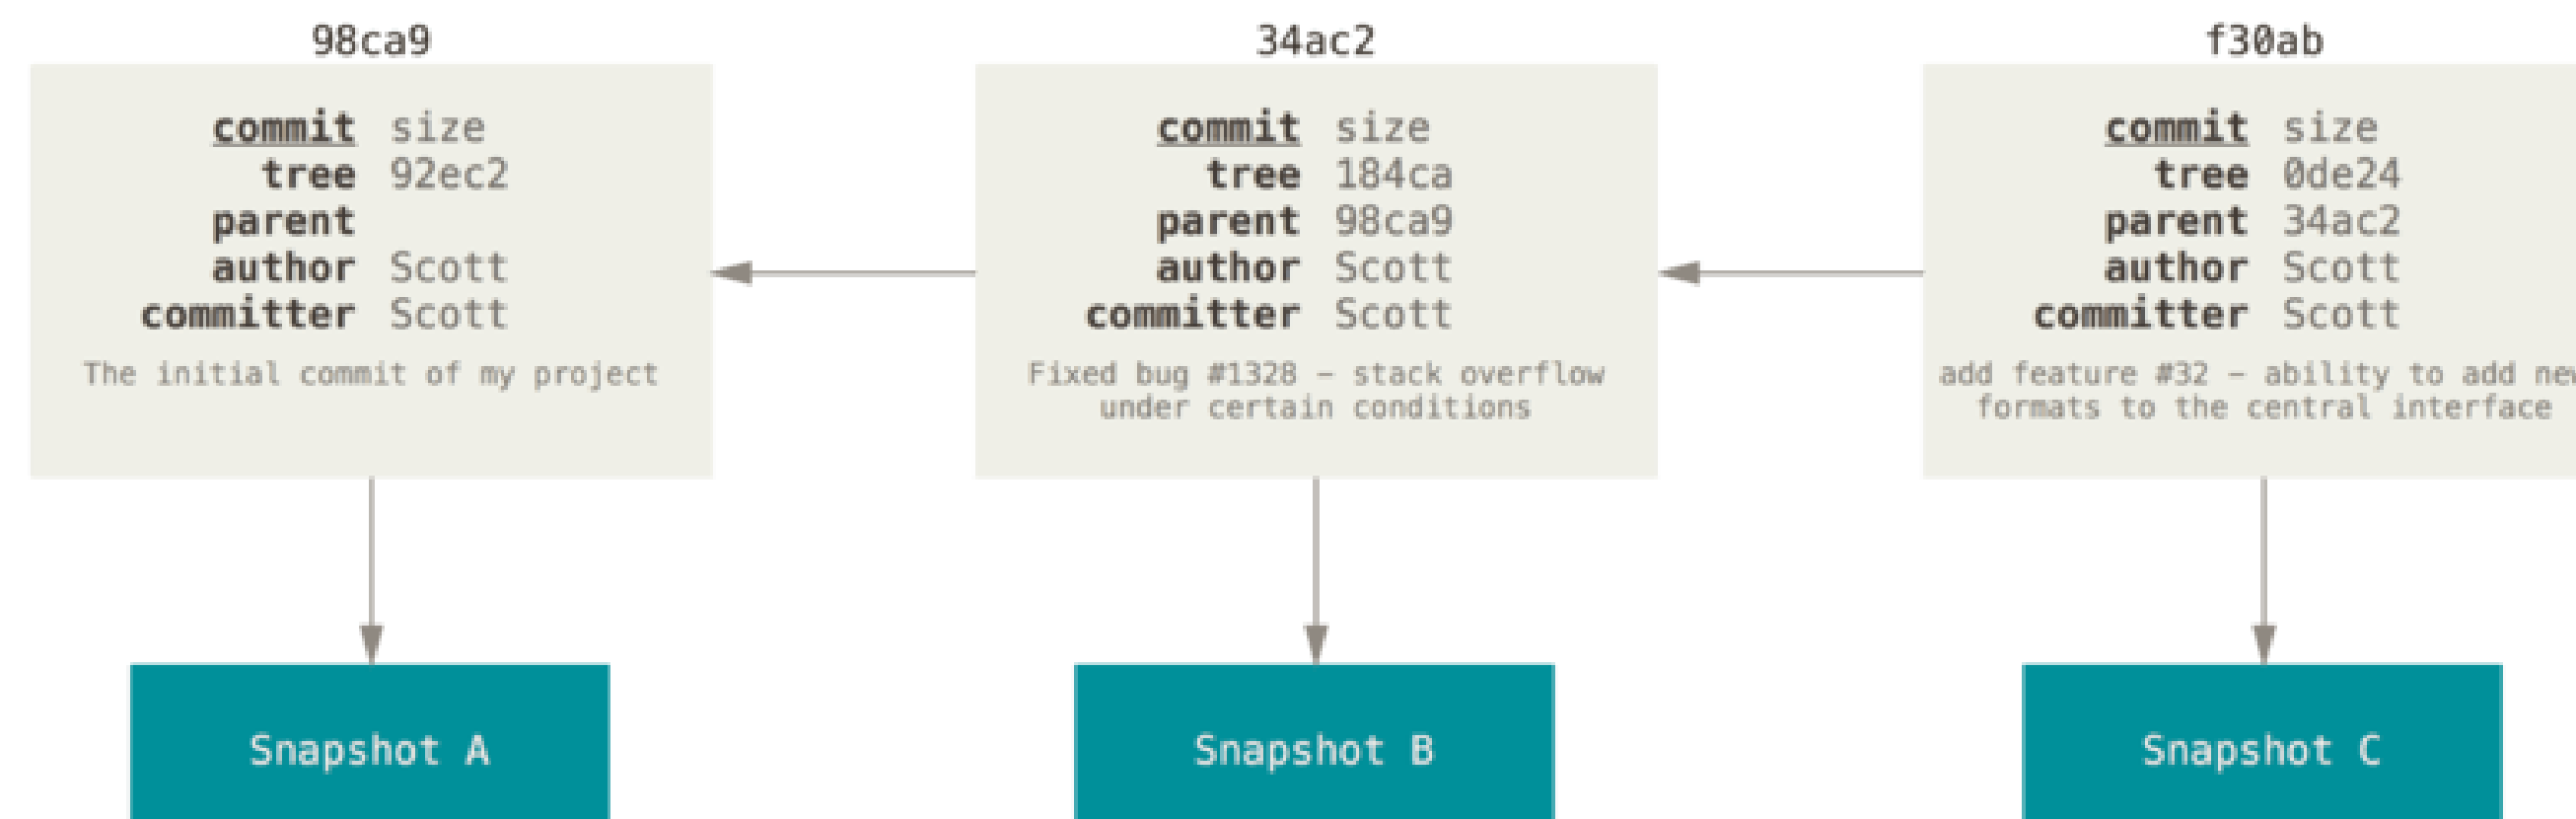 98ca9
commit size
tree 92ec2
parent
author Scott
committer Scott
The initial commit of my project
Snapshot A
34ac2
commit size
tree 184ca
parent 98ca9
author Scott
committer Scott
Fixed bug #1328 – stack overflow
under certain conditions
Snapshot B
f30ab
commit size
tree 0de24
parent 34ac2
author Scott
committer Scott
add feature #32 – ability to add new
formats to the central interface
Snapshot C